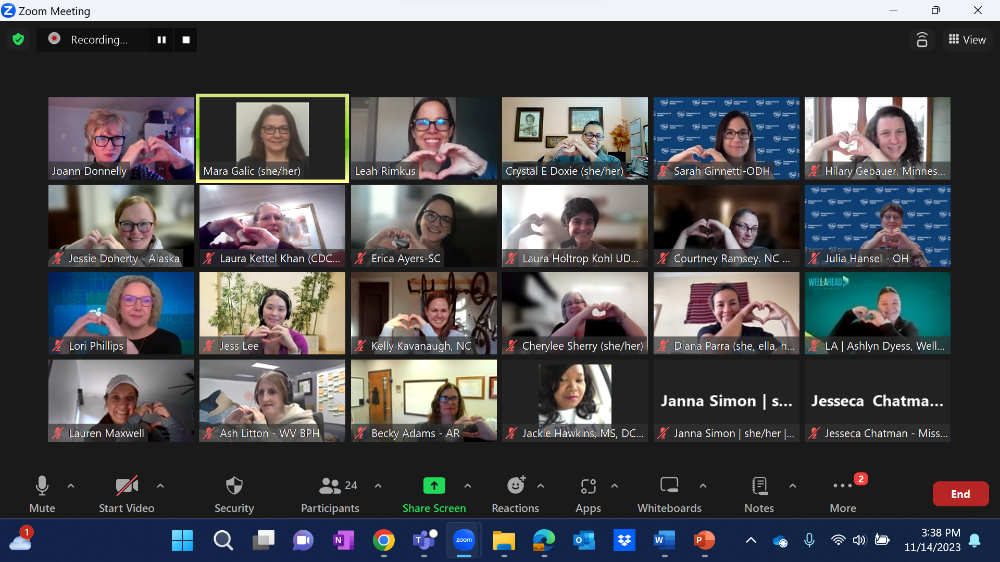 Zoom Meeting
Recording...
View
Joann Donnelly
Mara Galic (she/her)
Leah Rimkus
Crystal E Doxie (she/her)
Sarah Ginnetti-ODH
Hilary Gebauer, Minnes...
Jessie Doherty - Alaska
Laura Kettel Khan (CDC...
Erica Ayers-SC
Laura Holtrop Kohl UD...
Courtney Ramsey. NC ...
Julia Hansel - OH
Lori Phillips
Jess Lee
Kelly Kavanaugh, NC
Cherylee Sherry (she/her)
Diana Parra (she, ella, h...
WELL-AHEAD
LA | Ashlyn Dyess, Well...
Lauren Maxwell
Ash Litton - WV BPH
Becky Adams - AR
Jackie Hawkins, MS, DC...
Janna Simon | s...
Janna Simon | she/her |...
Jesseca Chatma...
Jesseca Chatman - Miss...
Mute
Start Video
Security
24
Participants
Share Screen
Reactions
Apps
Whiteboards
Notes
2
More
End
1
zoom
3:38 PM
11/14/2023